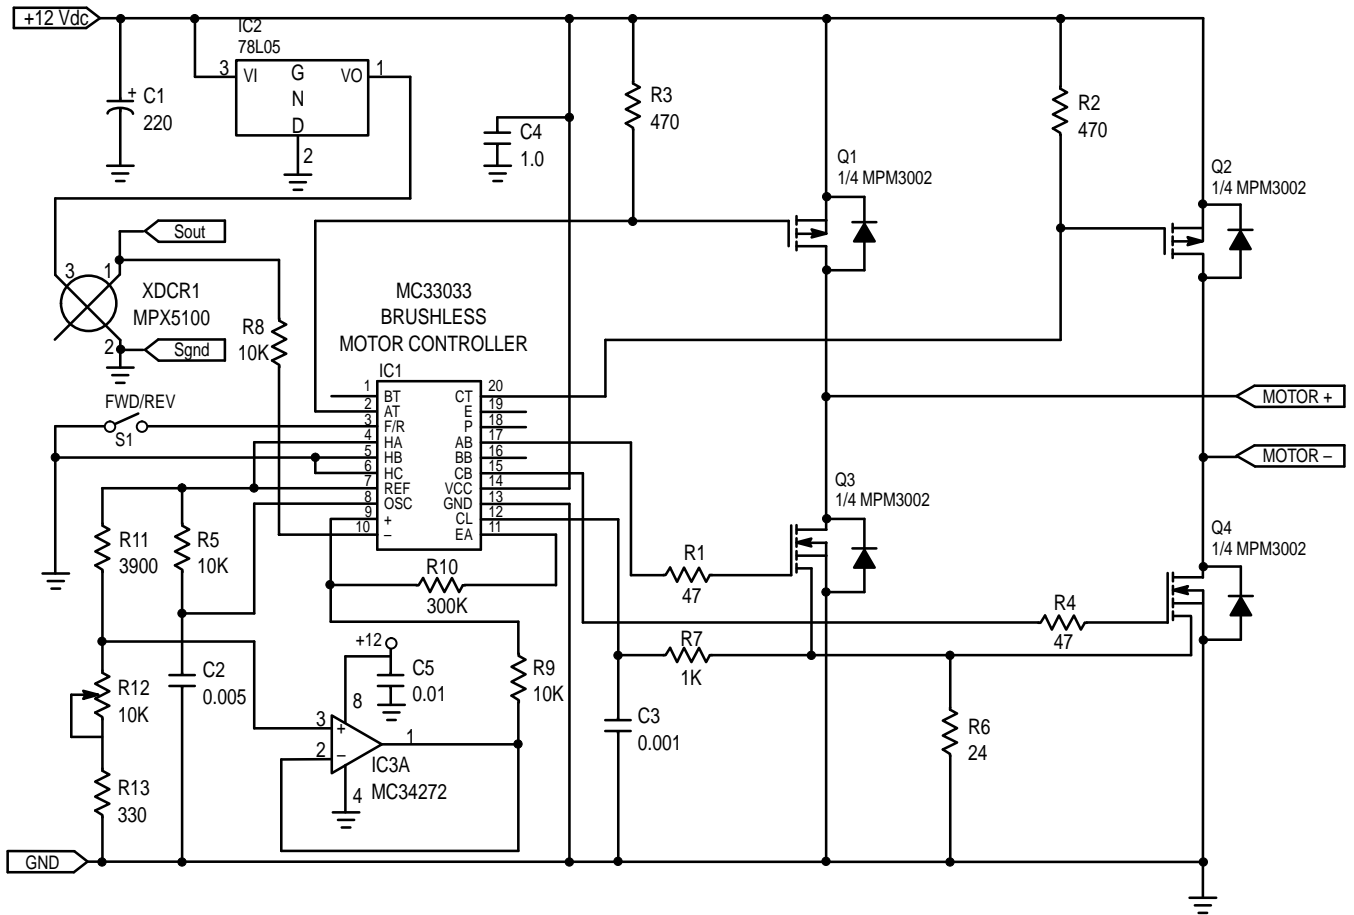 +12 Vdc
IC2
78L05
3 VI G VO 1
N
D
2
+ C1
220
C4
1.0
R3
470
R2
470
Q1
1/4 MPM3002
Q2
1/4 MPM3002
Sout
3 1
XDCR1
MPX5100
2
Sgnd
R8
10K
MC33033
BRUSHLESS
MOTOR CONTROLLER
IC1
1 BT CT 20
2 AT E 19
3 F/R P 18
4 HA AB 17
5 HB BB 16
6 HC CB 15
7 REF VCC 14
8 OSC GND 13
9 + CL 12
10 – EA 11
FWD/REV
S1
MOTOR +
MOTOR –
Q3
1/4 MPM3002
Q4
1/4 MPM3002
R11
3900
R5
10K
R10
300K
R1
47
R4
47
R7
1K
+12
C5
0.01
R9
10K
R12
10K
C2
0.005
8
3 +
2 –
1
4
IC3A
MC34272
C3
0.001
R6
24
R13
330
GND